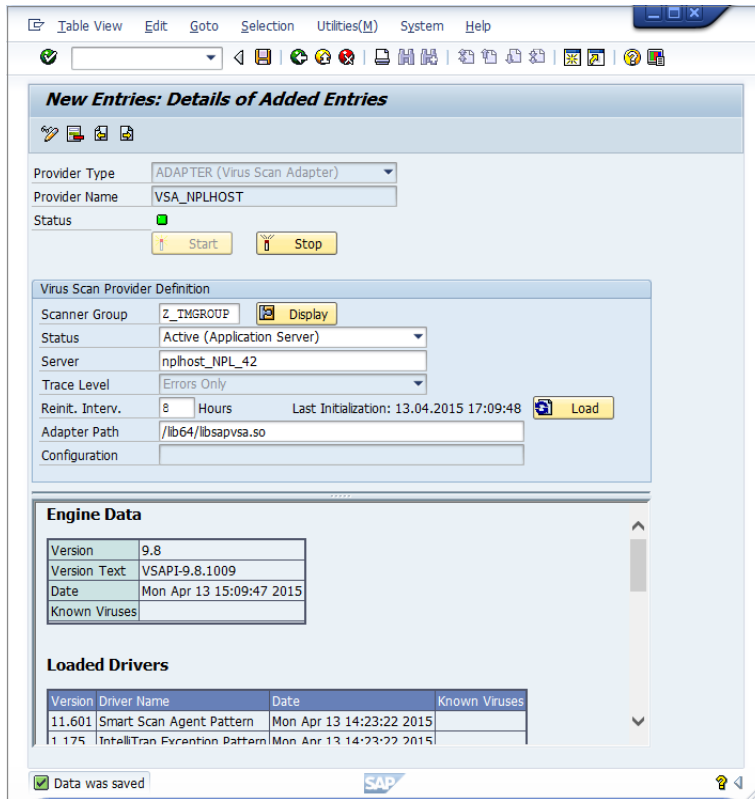 Table View Edit Goto Selection Utilities(M) System Help
New Entries: Details of Added Entries
Provider Type ADAPTER (Virus Scan Adapter)
Provider Name VSA_NPLHOST
Status
Start Stop
Virus Scan Provider Definition
Scanner Group Z_TMGROUP Display
Status Active (Application Server)
Server nplhost_NPL_42
Trace Level Errors Only
Reinit. Interv. 8 Hours Last Initialization: 13.04.2015 17:09:48 Load
Adapter Path /lib64/libsapvsa.so
Configuration
Engine Data
Version 9.8
Version Text VSAPI-9.8.1009
Date Mon Apr 13 15:09:47 2015
Known Viruses
Loaded Drivers
Version Driver Name Date Known Viruses
11.601 Smart Scan Agent Pattern Mon Apr 13 14:23:22 2015
1.175 IntelliTrap Exception Pattern Mon Apr 13 14:23:22 2015
Data was saved SAP